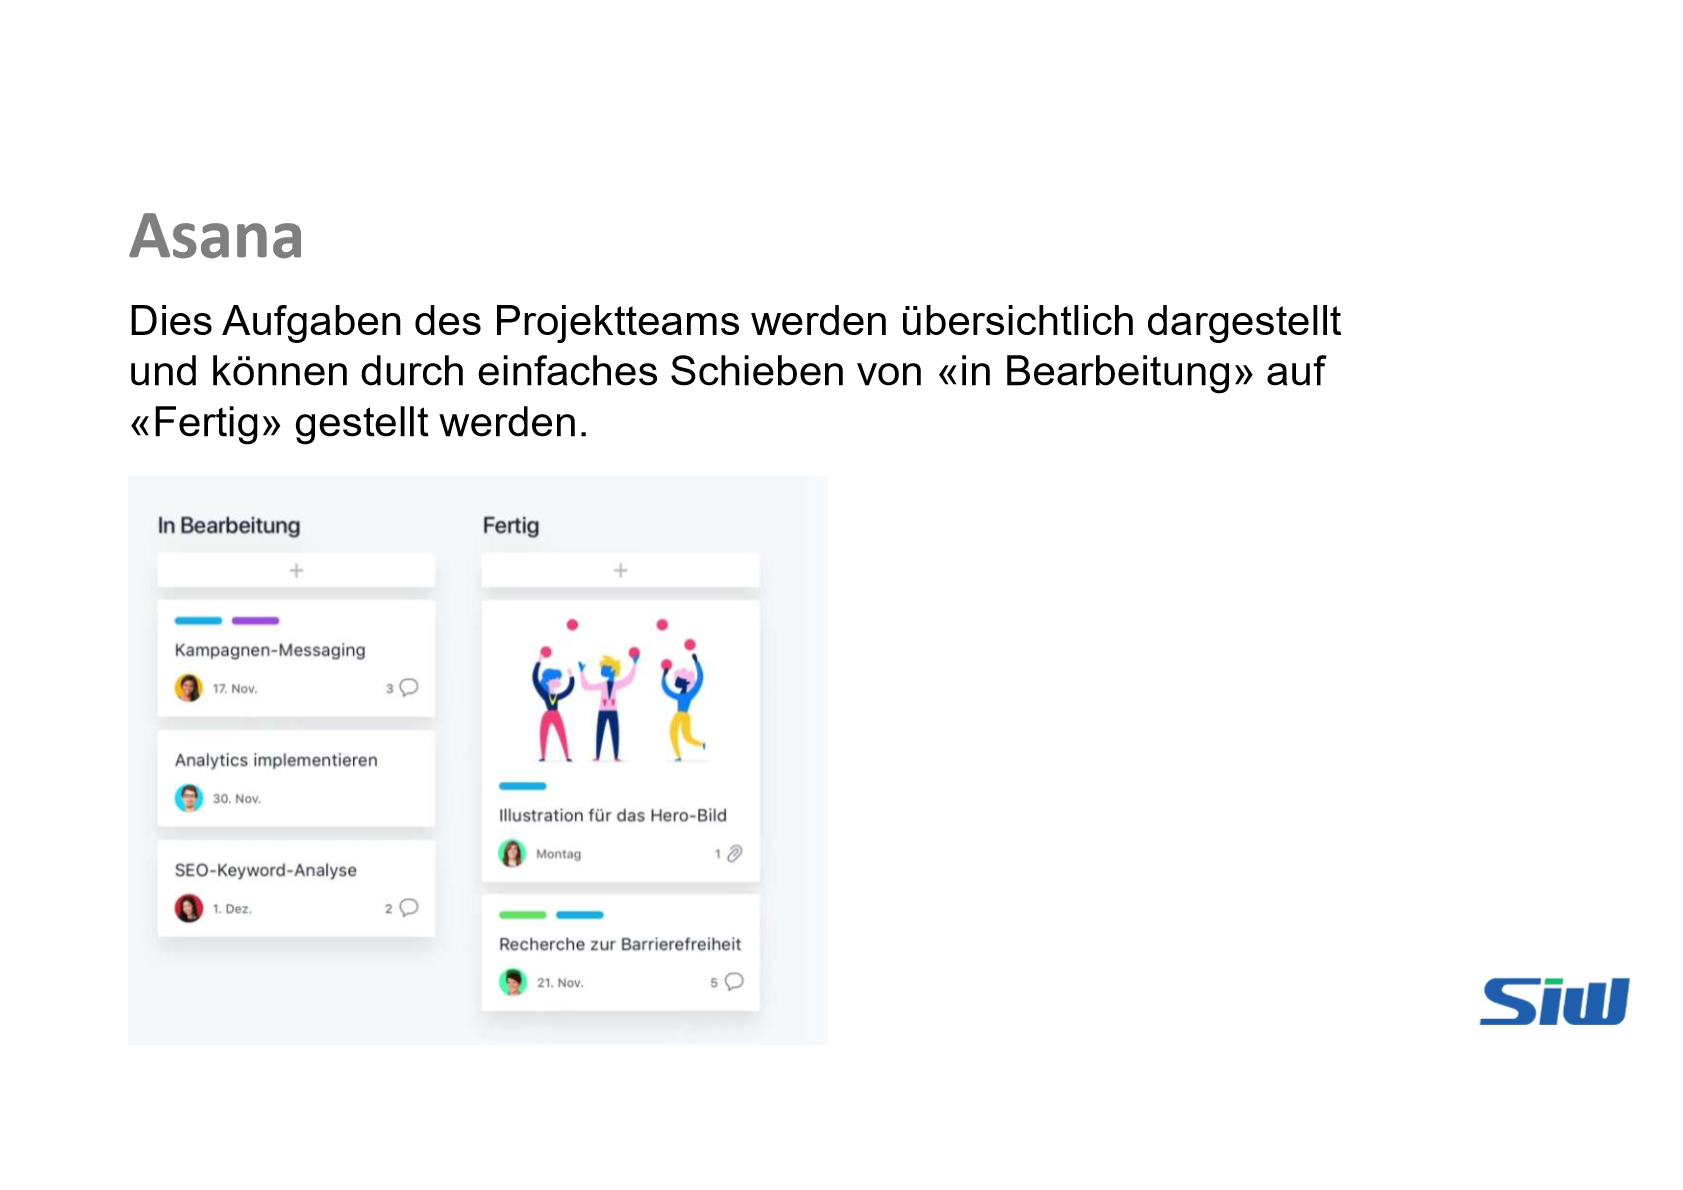 Asana
Dies Aufgaben des Projektteams werden übersichtlich dargestellt
und können durch einfaches Schieben von «in Bearbeitung» auf
«Fertig» gestellt werden.
In Bearbeitung
+
Kampagnen-Messaging
17. Nov. 3
Analytics implementieren
30. Nov.
SEO-Keyword-Analyse
1. Dez. 2
Fertig
+
Illustration für das Hero-Bild
Montag 1
Recherche zur Barrierefreiheit
21. Nov. 5
Siw